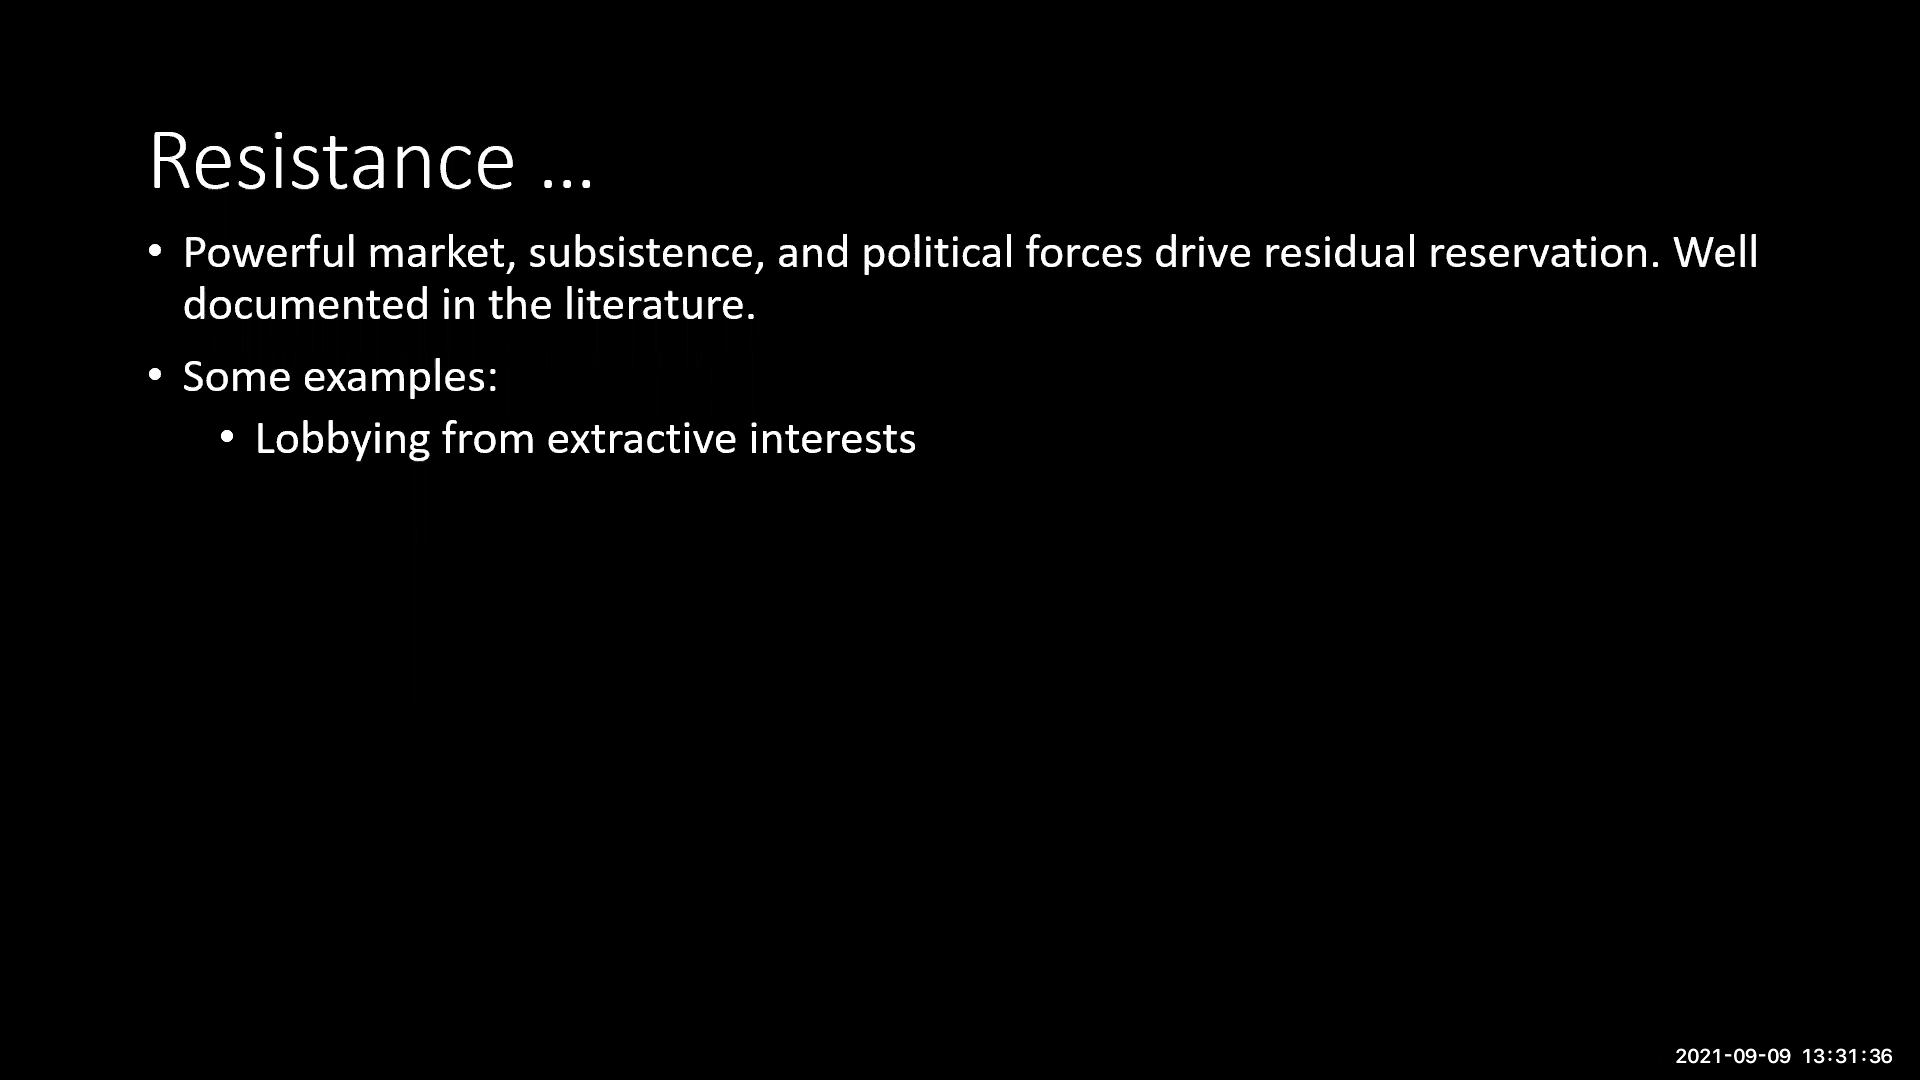 Resistance ...
• Powerful market, subsistence, and political forces drive residual reservation. Well
documented in the literature.
• Some examples:
• Lobbying from extractive interests
2021-09-09 13:31:36